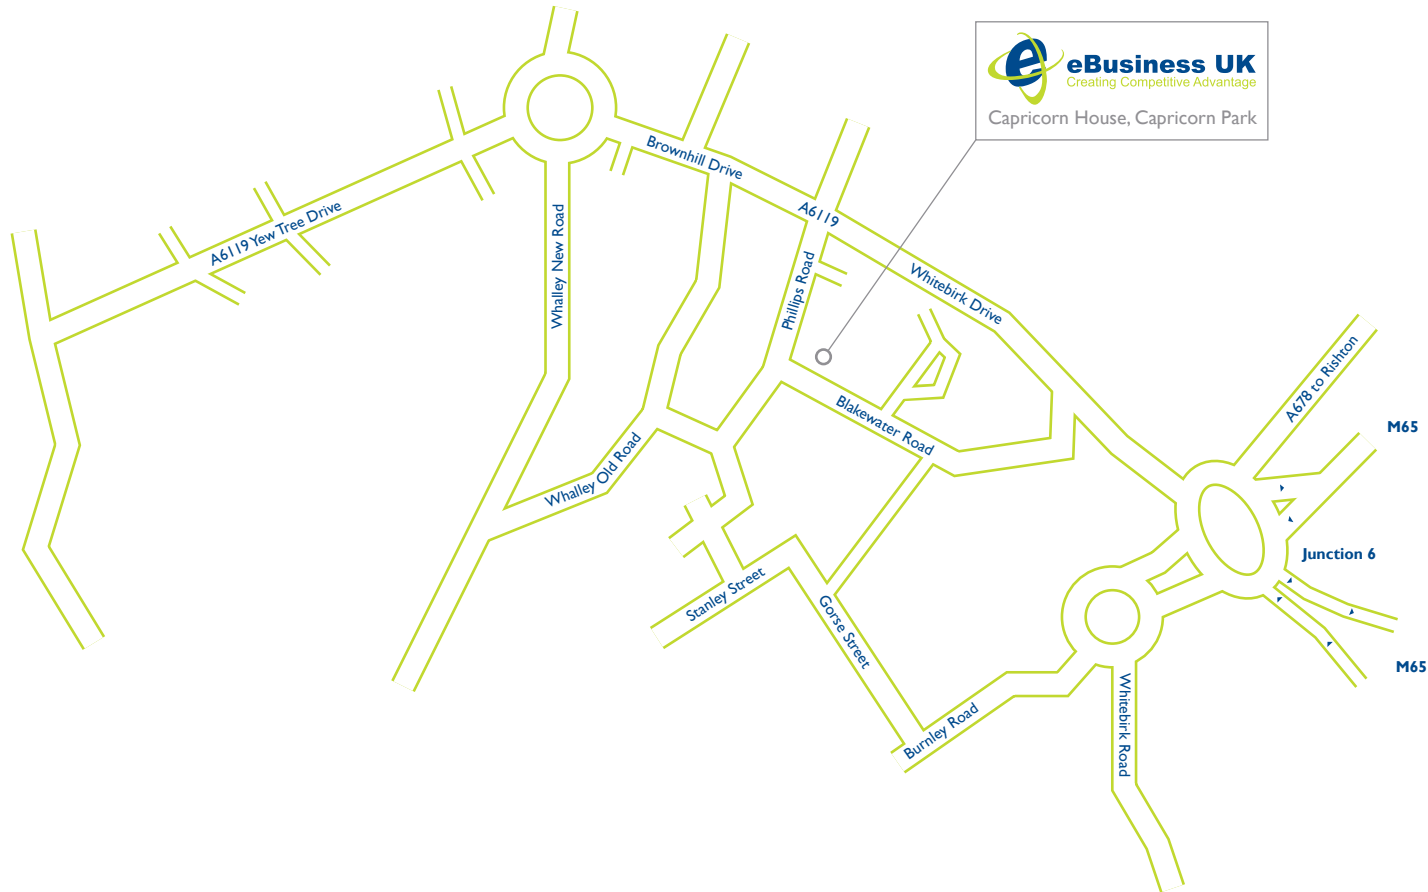 eBusiness UK
Creating Competitive Advantage
Capricorn House, Capricorn Park
Brownhill Drive
A6119
A6119 Yew Tree Drive
Whalley New Road
Phillips Road
Whitebirk Drive
A678 to Rishton
M65
Blakewater Road
Whalley Old Road
Junction 6
Stanley Street
Gorse Street
M65
Burnley Road
Whitebirk Road